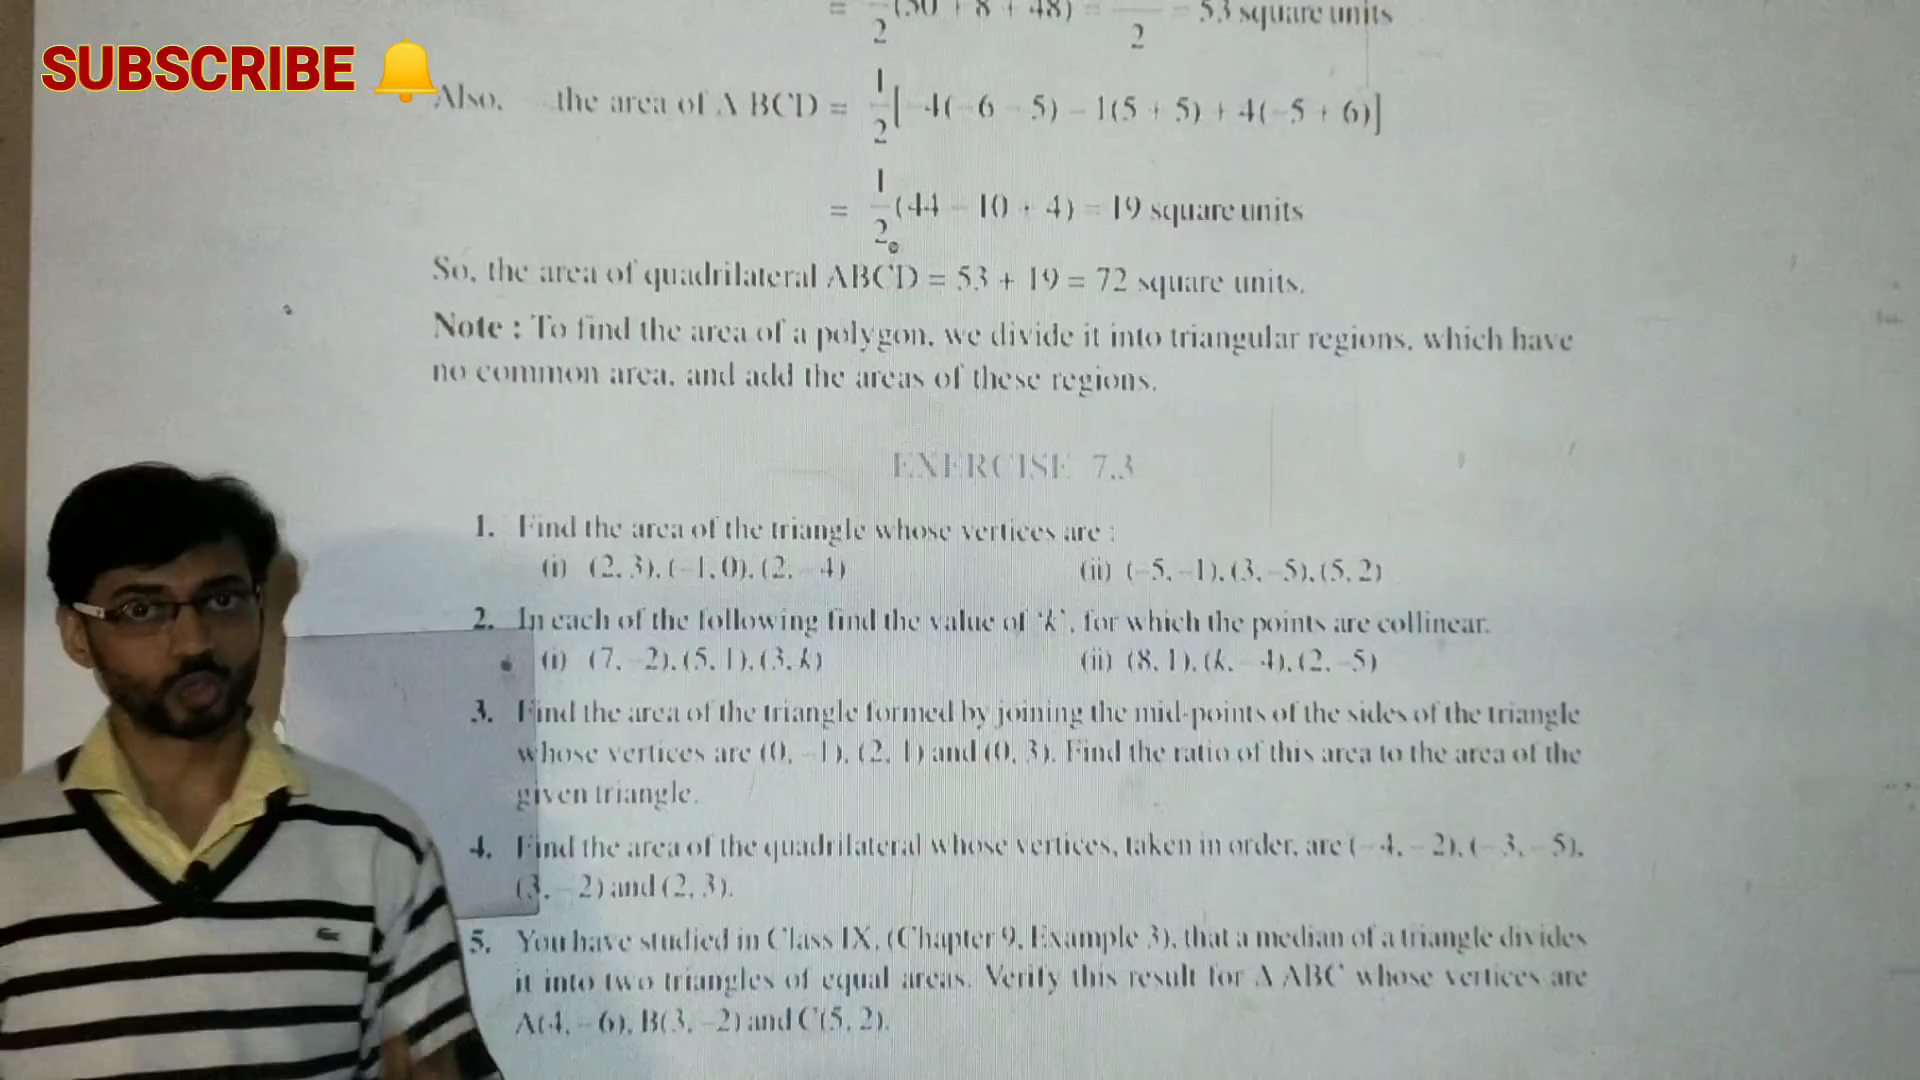 = 1/2 (50 + 8 + 48) = /2 = 53 square units
SUBSCRIBE
Also, the area of Δ BCD = 1/2 [–4(–6 – 5) – 1(5 + 5) + 4(–5 + 6)]
= 1/2 (44 – 10 + 4) = 19 square units
So, the area of quadrilateral ABCD = 53 + 19 = 72 square units.
Note : To find the area of a polygon, we divide it into triangular regions, which have
no common area, and add the areas of these regions.
EXERCISE 7.3
1. Find the area of the triangle whose vertices are :
(i) (2, 3), (–1, 0), (2, – 4) (ii) (–5, –1), (3, –5), (5, 2)
2. In each of the following find the value of ‘k’, for which the points are collinear.
(i) (7, –2), (5, 1), (3, k) (ii) (8, 1), (k, – 4), (2, –5)
3. Find the area of the triangle formed by joining the mid-points of the sides of the triangle
whose vertices are (0, –1), (2, 1) and (0, 3). Find the ratio of this area to the area of the
given triangle.
4. Find the area of the quadrilateral whose vertices, taken in order, are (– 4, – 2), (– 3, – 5),
(3, – 2) and (2, 3).
5. You have studied in Class IX, (Chapter 9, Example 3), that a median of a triangle divides
it into two triangles of equal areas. Verify this result for Δ ABC whose vertices are
A(4, – 6), B(3, –2) and C(5, 2).